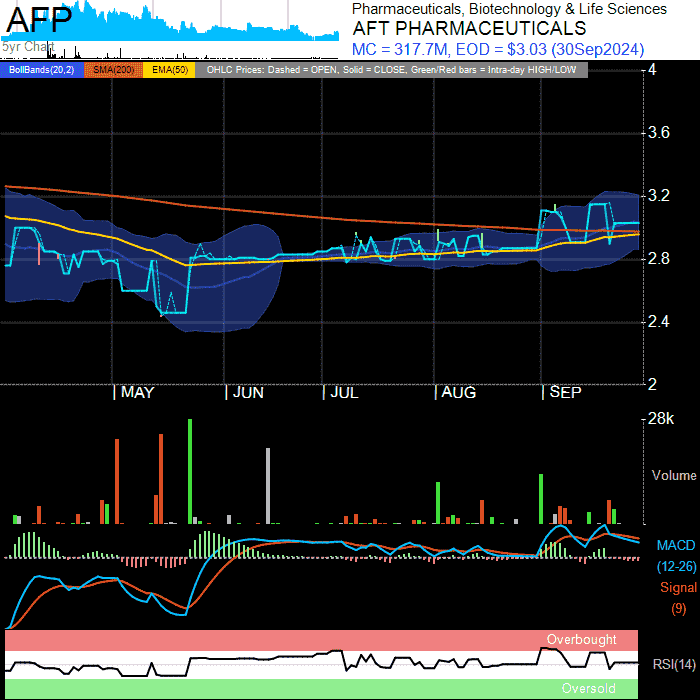 AFP
5yr Chart
Pharmaceuticals, Biotechnology & Life Sciences
AFT PHARMACEUTICALS
MC = 317.7M, EOD = $3.03 (30Sep2024)
BollBands(20,2) SMA(200) EMA(50) OHLC Prices: Dashed = OPEN, Solid = CLOSE, Green/Red bars = Intra-day HIGH/LOW
4
3.6
3.2
2.8
2.4
2
MAY JUN JUL AUG SEP
28k
Volume
MACD
(12-26)
Signal
(9)
Overbought
RSI(14)
Oversold